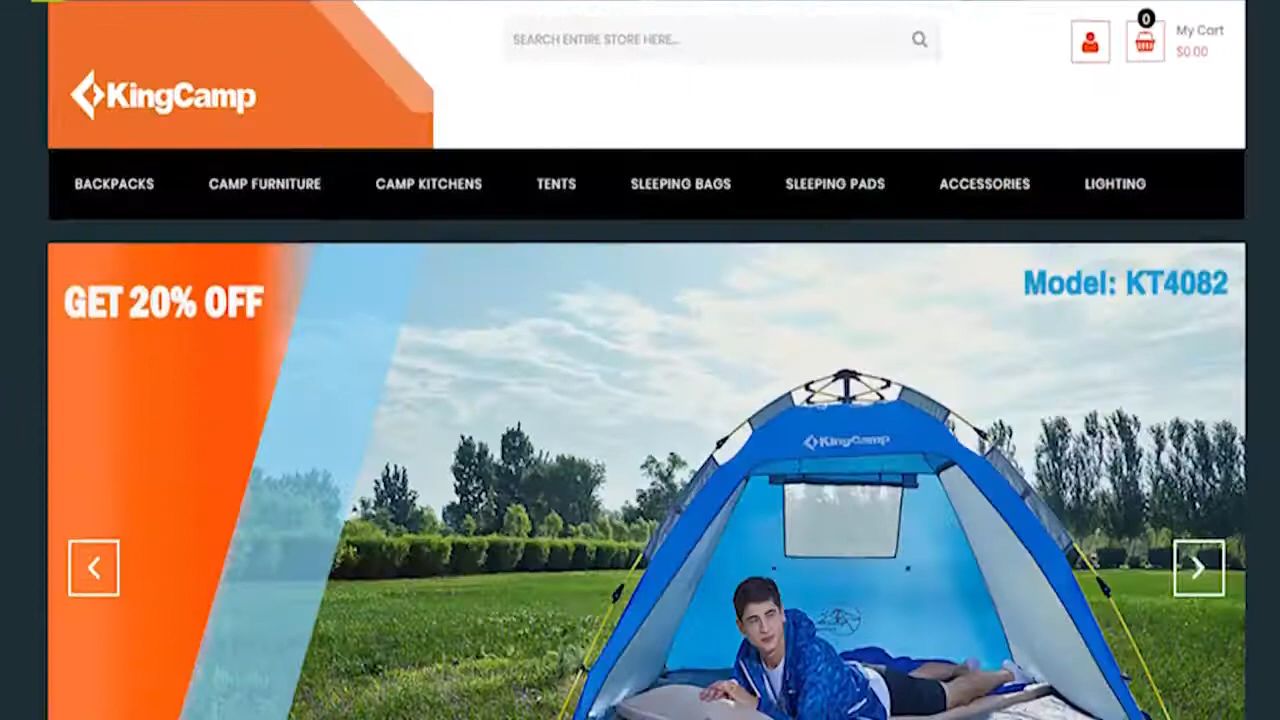 SEARCH ENTIRE STORE HERE...
0
My Cart
$0.00
KingCamp
BACKPACKS CAMP FURNITURE CAMP KITCHENS TENTS SLEEPING BAGS SLEEPING PADS ACCESSORIES LIGHTING
GET 20% OFF
Model: KT4082
KingCamp